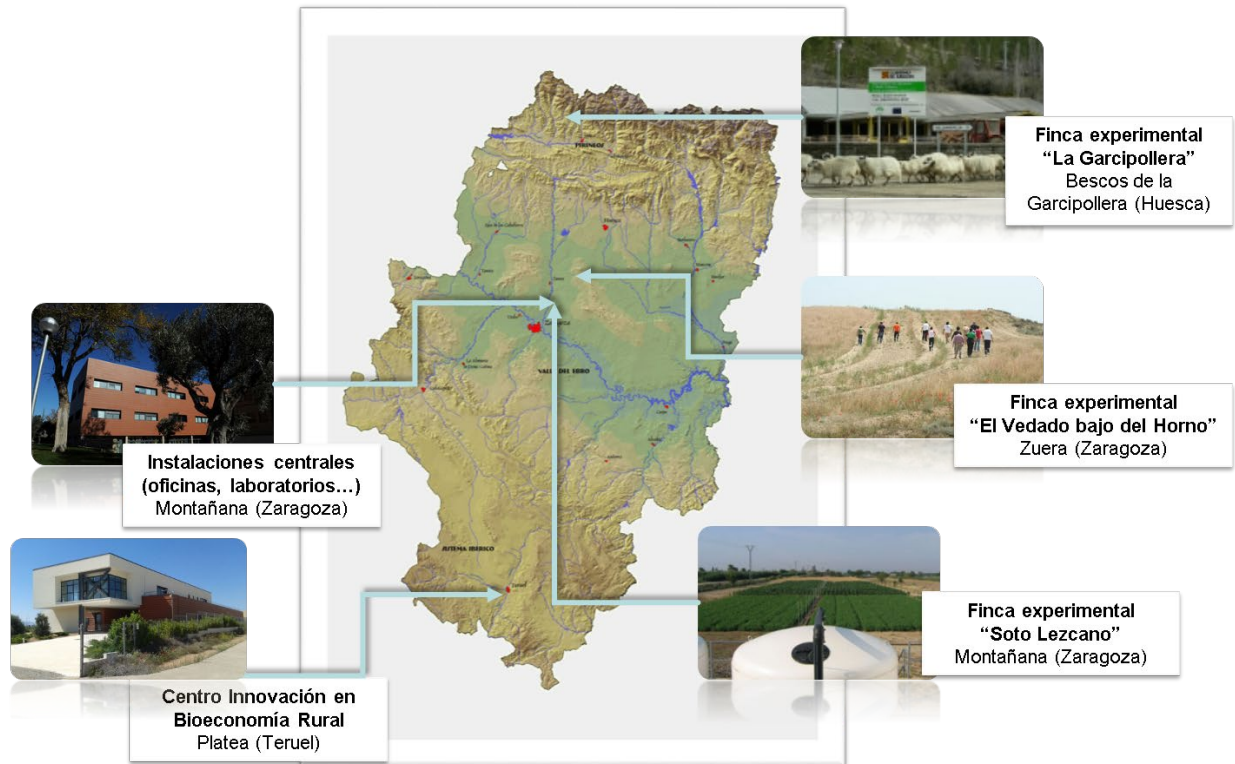 Finca experimental
“La Garcipollera”
Bescos de la
Garcipollera (Huesca)
PIRINEOS
Finca experimental
“El Vedado bajo del Horno”
Zuera (Zaragoza)
VALLE DEL EBRO
Instalaciones centrales
(oficinas, laboratorios…)
Montañana (Zaragoza)
SISTEMA IBERICO
Teruel
Finca experimental
“Soto Lezcano”
Montañana (Zaragoza)
Centro Innovación en
Bioeconomía Rural
Platea (Teruel)